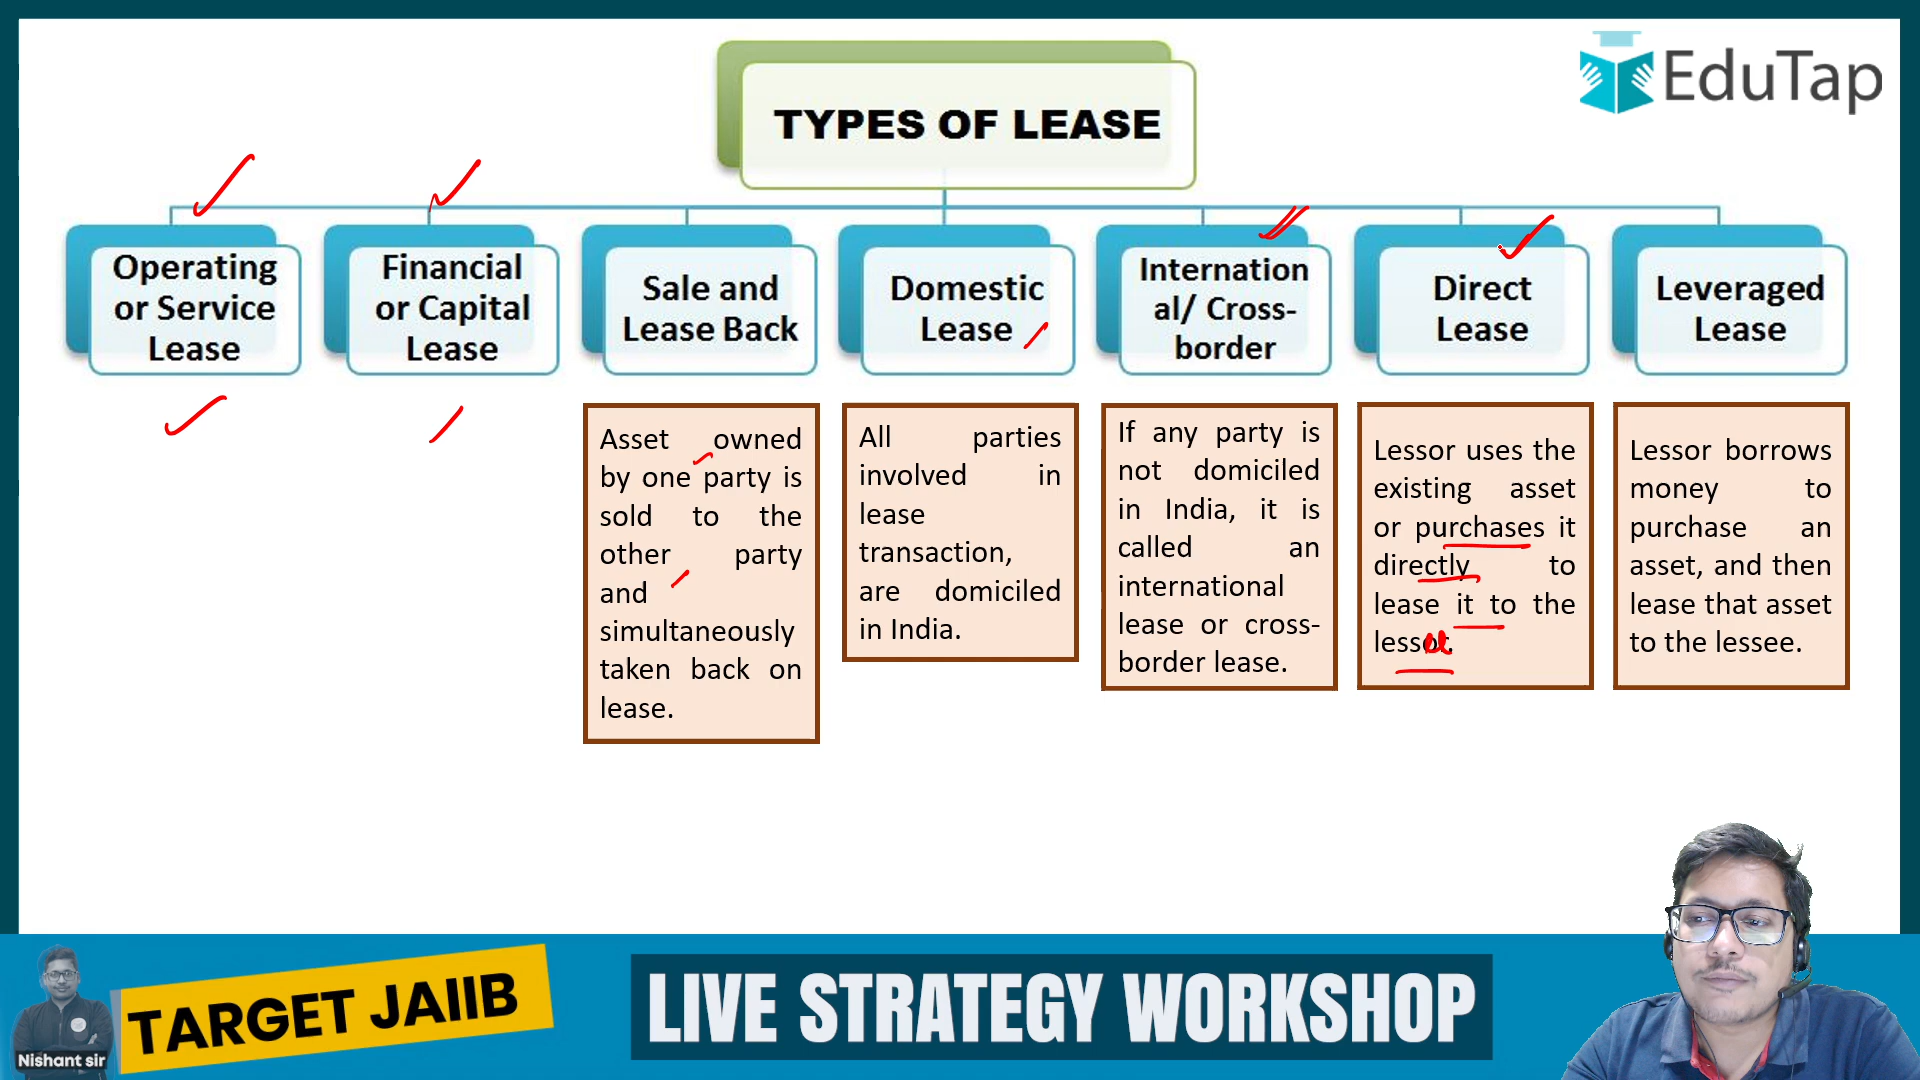 EduTap
TYPES OF LEASE
Operating
or Service
Lease
Financial
or Capital
Lease
Sale and
Lease Back
Domestic
Lease
Internation
al/ Cross-
border
Direct
Lease
Leveraged
Lease
Asset owned
by one party is
sold to the
other party
and
simultaneously
taken back on
lease.
All parties
involved in
lease
transaction,
are domiciled
in India.
If any party is
not domiciled
in India, it is
called an
international
lease or cross-
border lease.
Lessor uses the
existing asset
or purchases it
directly to
lease it to the
Lessor borrows
money to
purchase an
asset, and then
lease that asset
to the lessee.
Nishant sir
TARGET JAIIB
LIVE STRATEGY WORKSHOP